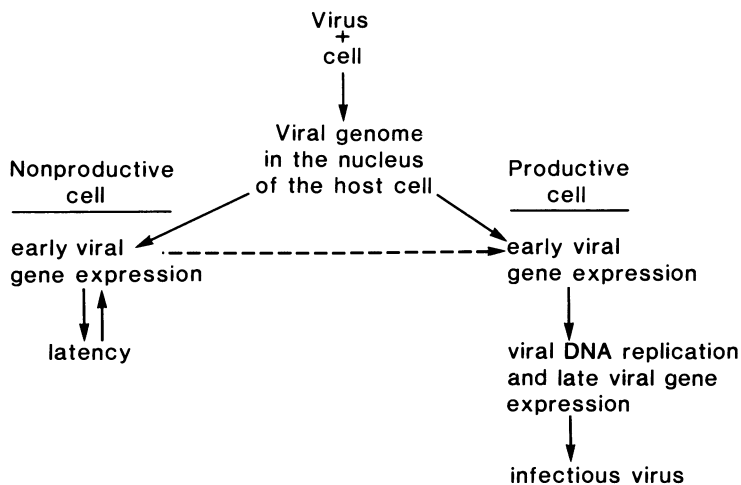 Virus
+
cell
Viral genome
in the nucleus
of the host cell
Nonproductive
cell
early viral
gene expression
latency
Productive
cell
early viral
gene expression
viral DNA replication
and late viral gene
expression
infectious virus